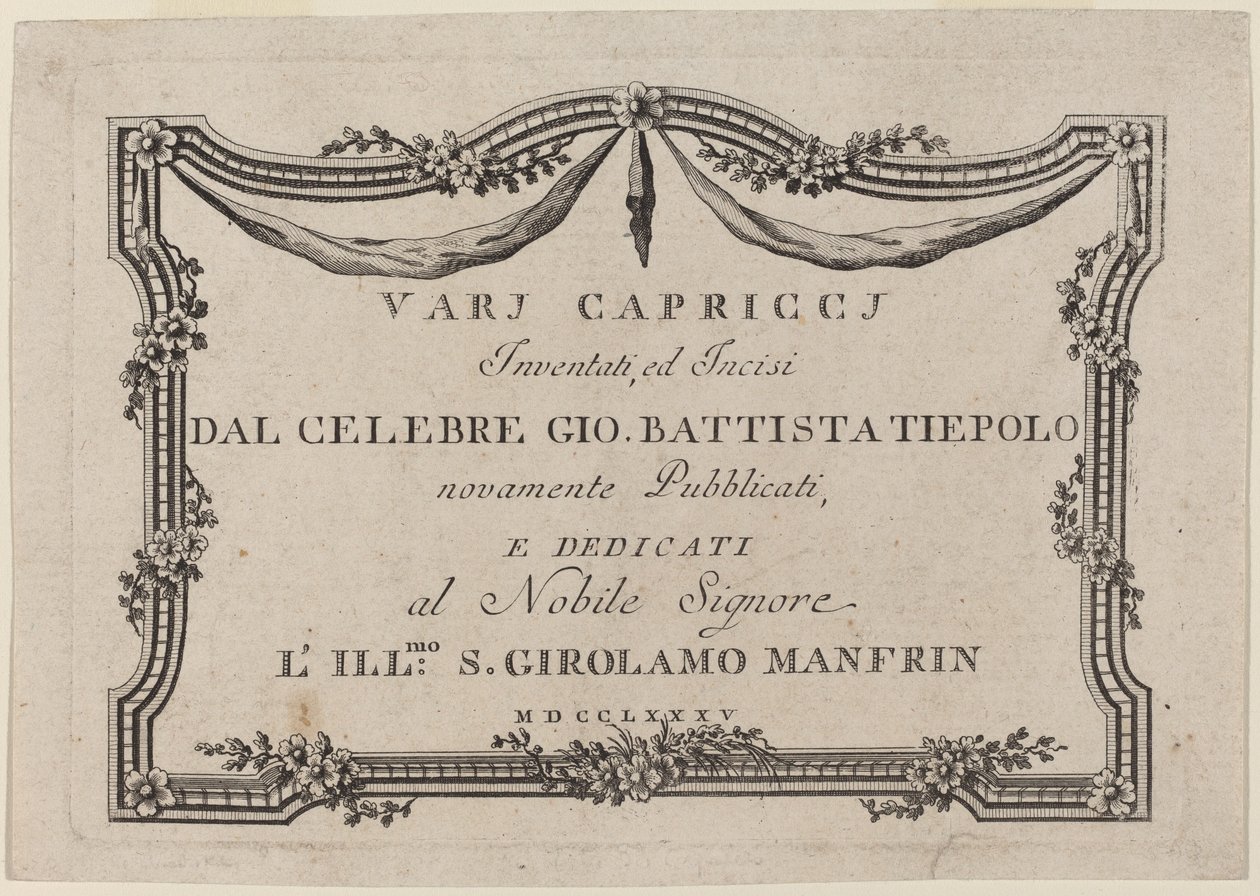 VARJ CAPRICCJ
Inventati, ed Incisi
DAL CELEBRE GIO. BATTISTA TIEPOLO
novamente Pubblicati,
E DEDICATI
al Nobile Signore
L' ILL:mo S. GIROLAMO MANFRIN
MDCCLXXXV